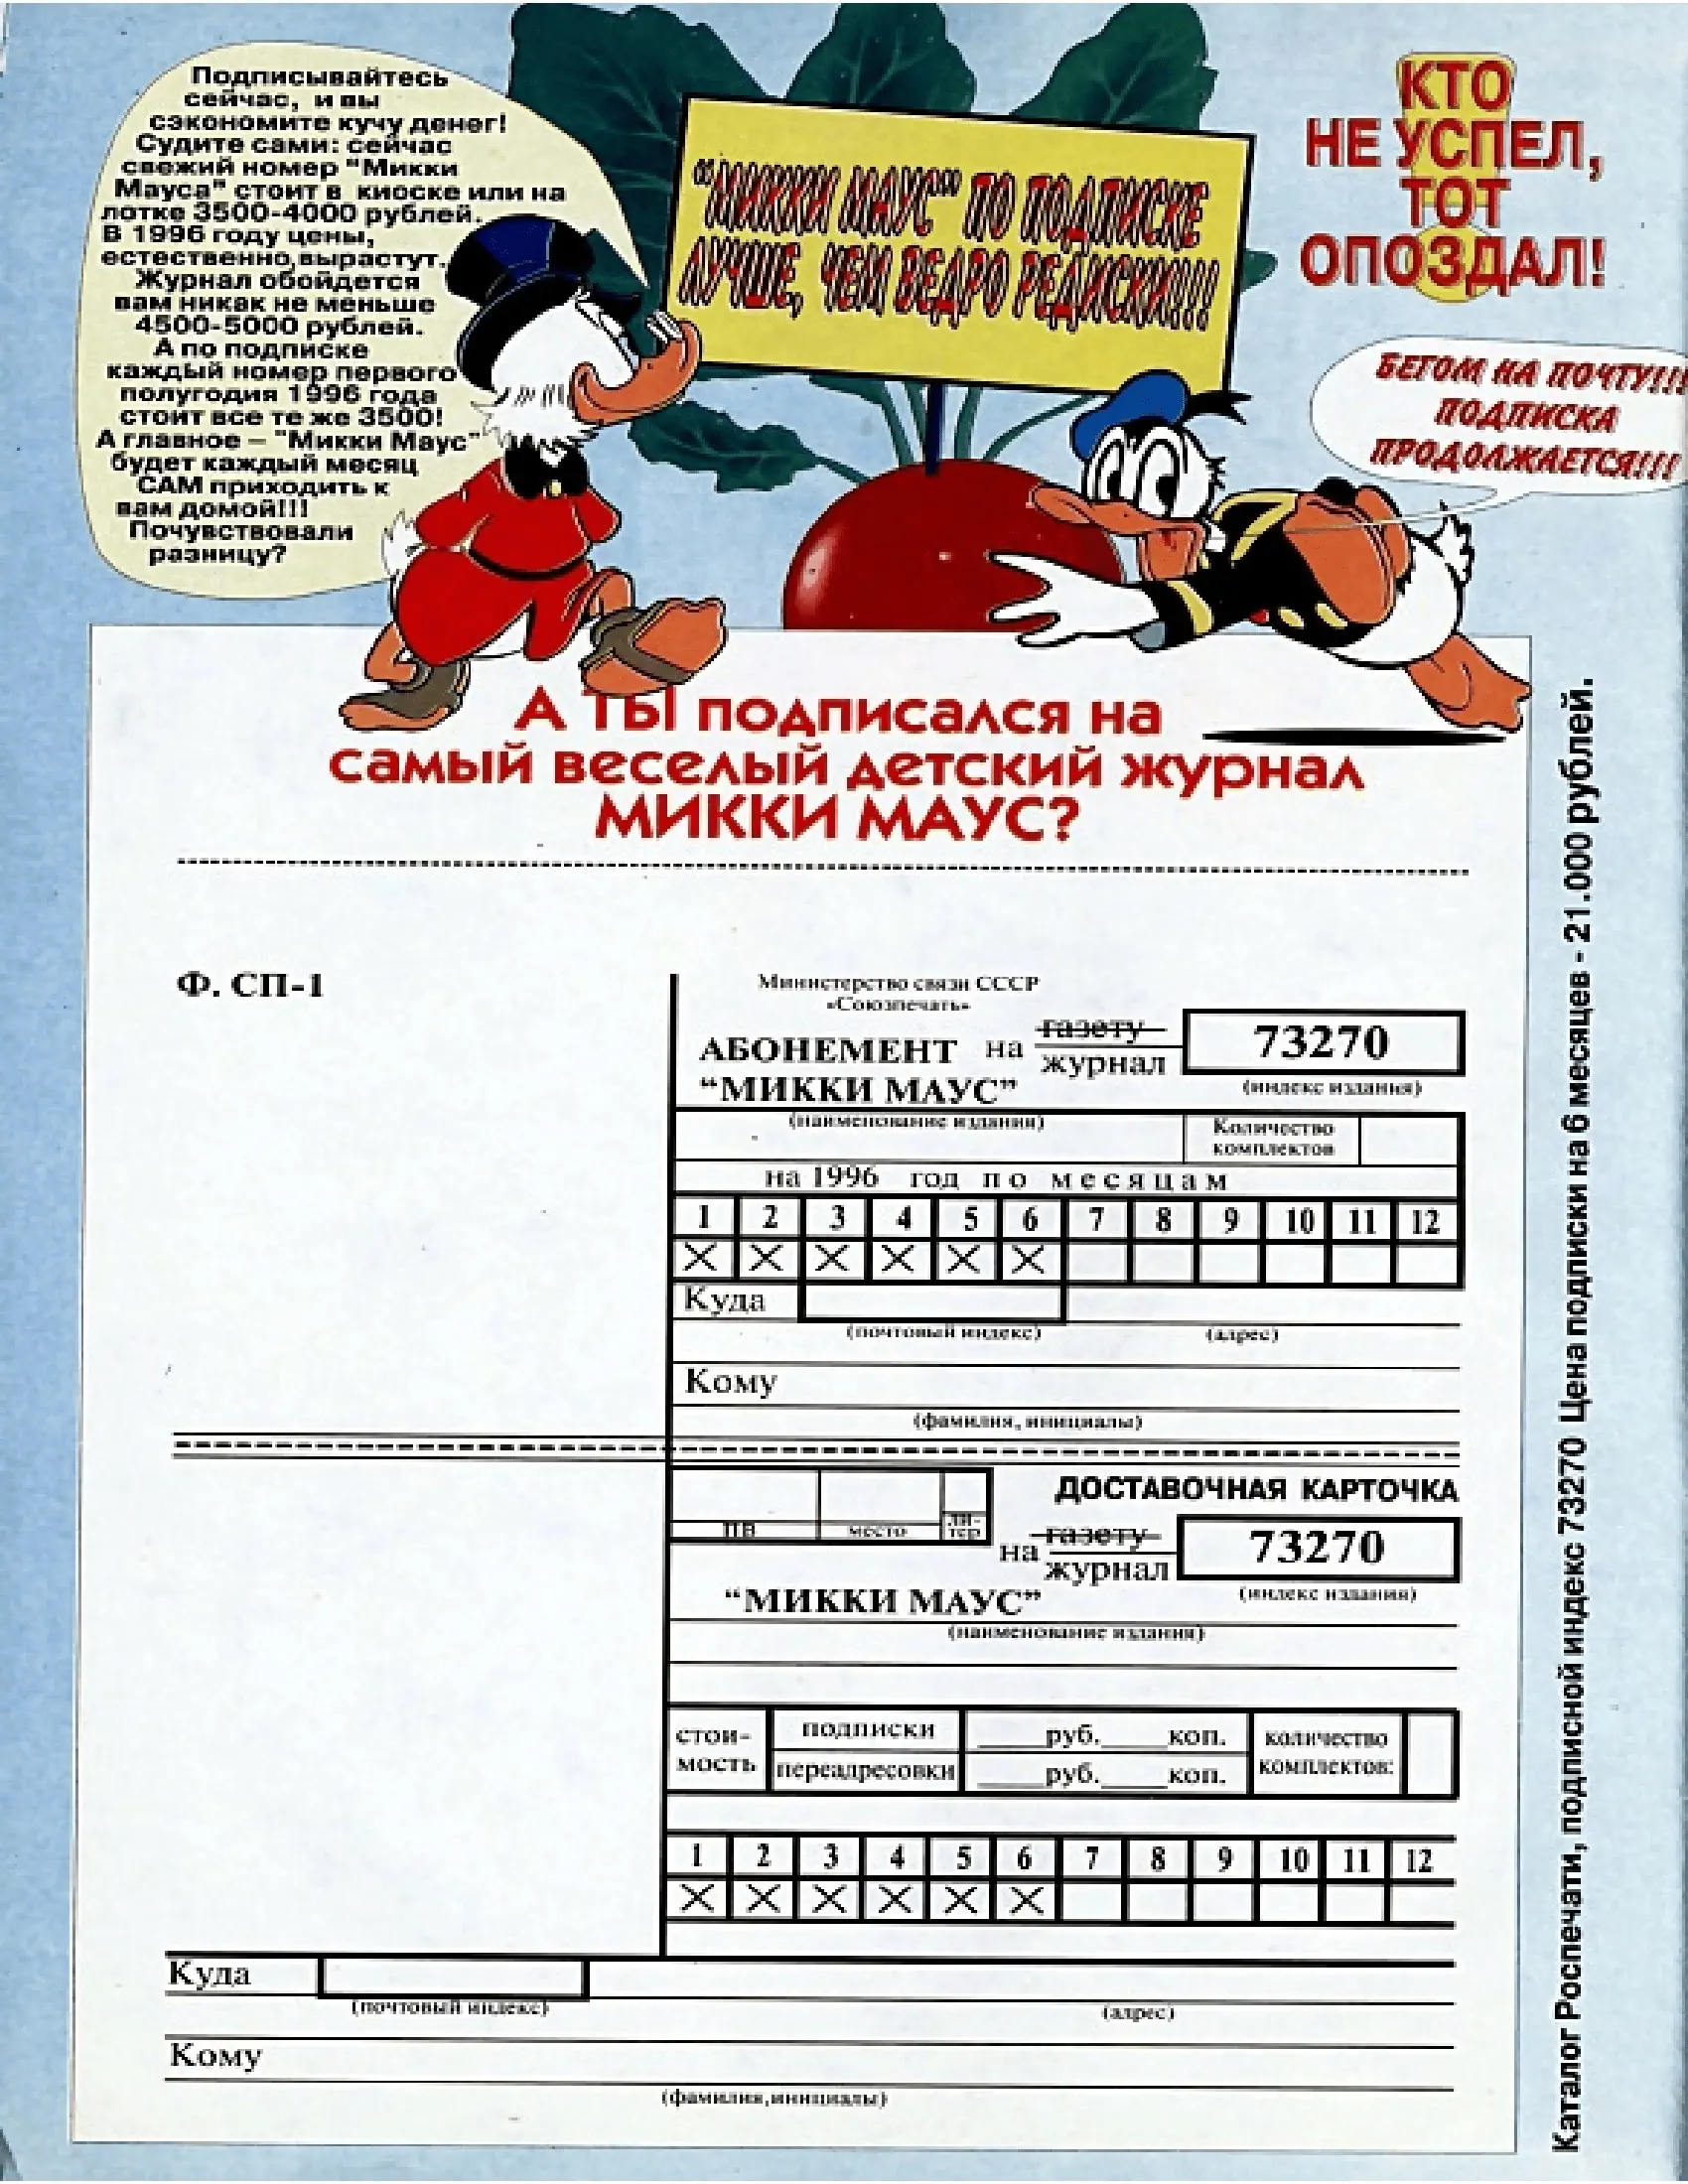 Подписывайтесь
сейчас, и вы
сэкономите кучу денег!
Судите сами: сейчас
свежий номер "Микки
Мауса" стоит в киоске или на
лотке 3500-4000 рублей.
В 1996 году цены,
естественно, вырастут.
Журнал обойдется
вам никак не меньше
4500-5000 рублей.
А по подписке
каждый номер первого
полугодия 1996 года
стоит все те же 3500!
А главное – "Микки Маус"
будет каждый месяц
САМ приходить к
вам домой!!!
Почувствовали
разницу?
"МИККИ МАУС" ПО ПОДПИСКЕ
ЛУЧШЕ, ЧЕМ ВЕДРО РЕДИСКИ!!!!
КТО
НЕ УСПЕЛ,
ТОТ
ОПОЗДАЛ!
БЕГОМ НА ПОЧТУ!!!
ПОДПИСКА
ПРОДОЛЖАЕТСЯ!!!
А ТЫ подписался на
самый веселый детский журнал
МИККИ МАУС?
Ф. СП-1
Министерство связи СССР
«Союзпечать»
АБОНЕМЕНТ на газету журнал 73270
"МИККИ МАУС" (индекс издания)
(наименование издания) Количество комплектов
на 1996 год по месяцам
1 2 3 4 5 6 7 8 9 10 11 12
X X X X X X
Куда
(почтовый индекс) (адрес)
Кому
(фамилия, инициалы)
ДОСТАВОЧНАЯ КАРТОЧКА
ПВ место ли-тер
на газету журнал 73270
"МИККИ МАУС" (индекс издания)
(наименование издания)
стои-мость подписки ____руб.____коп. количество комплектов:
переадресовки ____руб.____коп.
1 2 3 4 5 6 7 8 9 10 11 12
X X X X X X
Куда
(почтовый индекс) (адрес)
Кому
(фамилия,инициалы)
Каталог Роспечати, подписной индекс 73270 Цена подписки на 6 месяцев - 21.000 рублей.